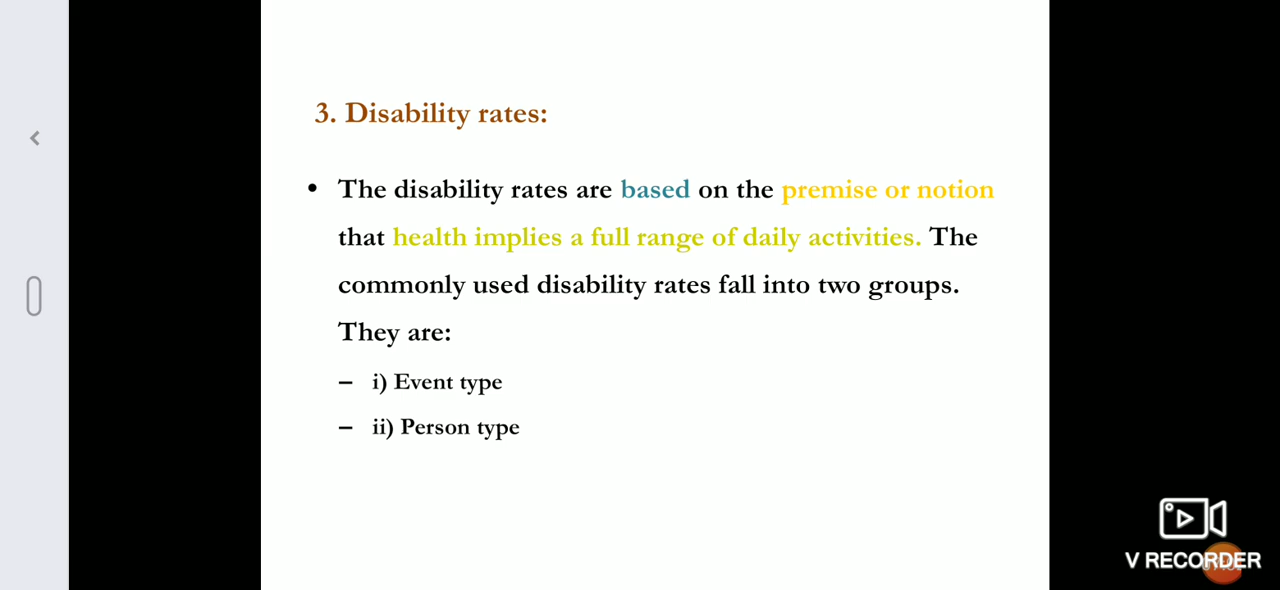 3. Disability rates:
• The disability rates are based on the premise or notion
that health implies a full range of daily activities. The
commonly used disability rates fall into two groups.
They are:
– i) Event type
– ii) Person type
V RECORDER